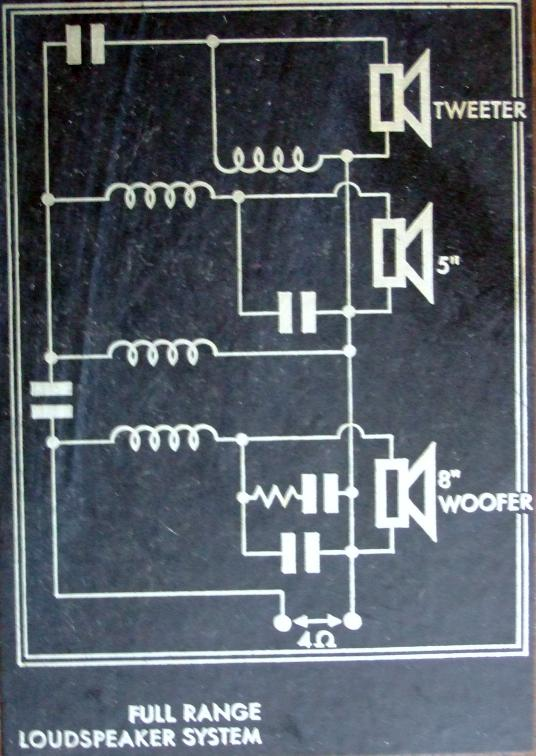 TWEETER
5"
8"
WOOFER
4Ω
FULL RANGE
LOUDSPEAKER SYSTEM